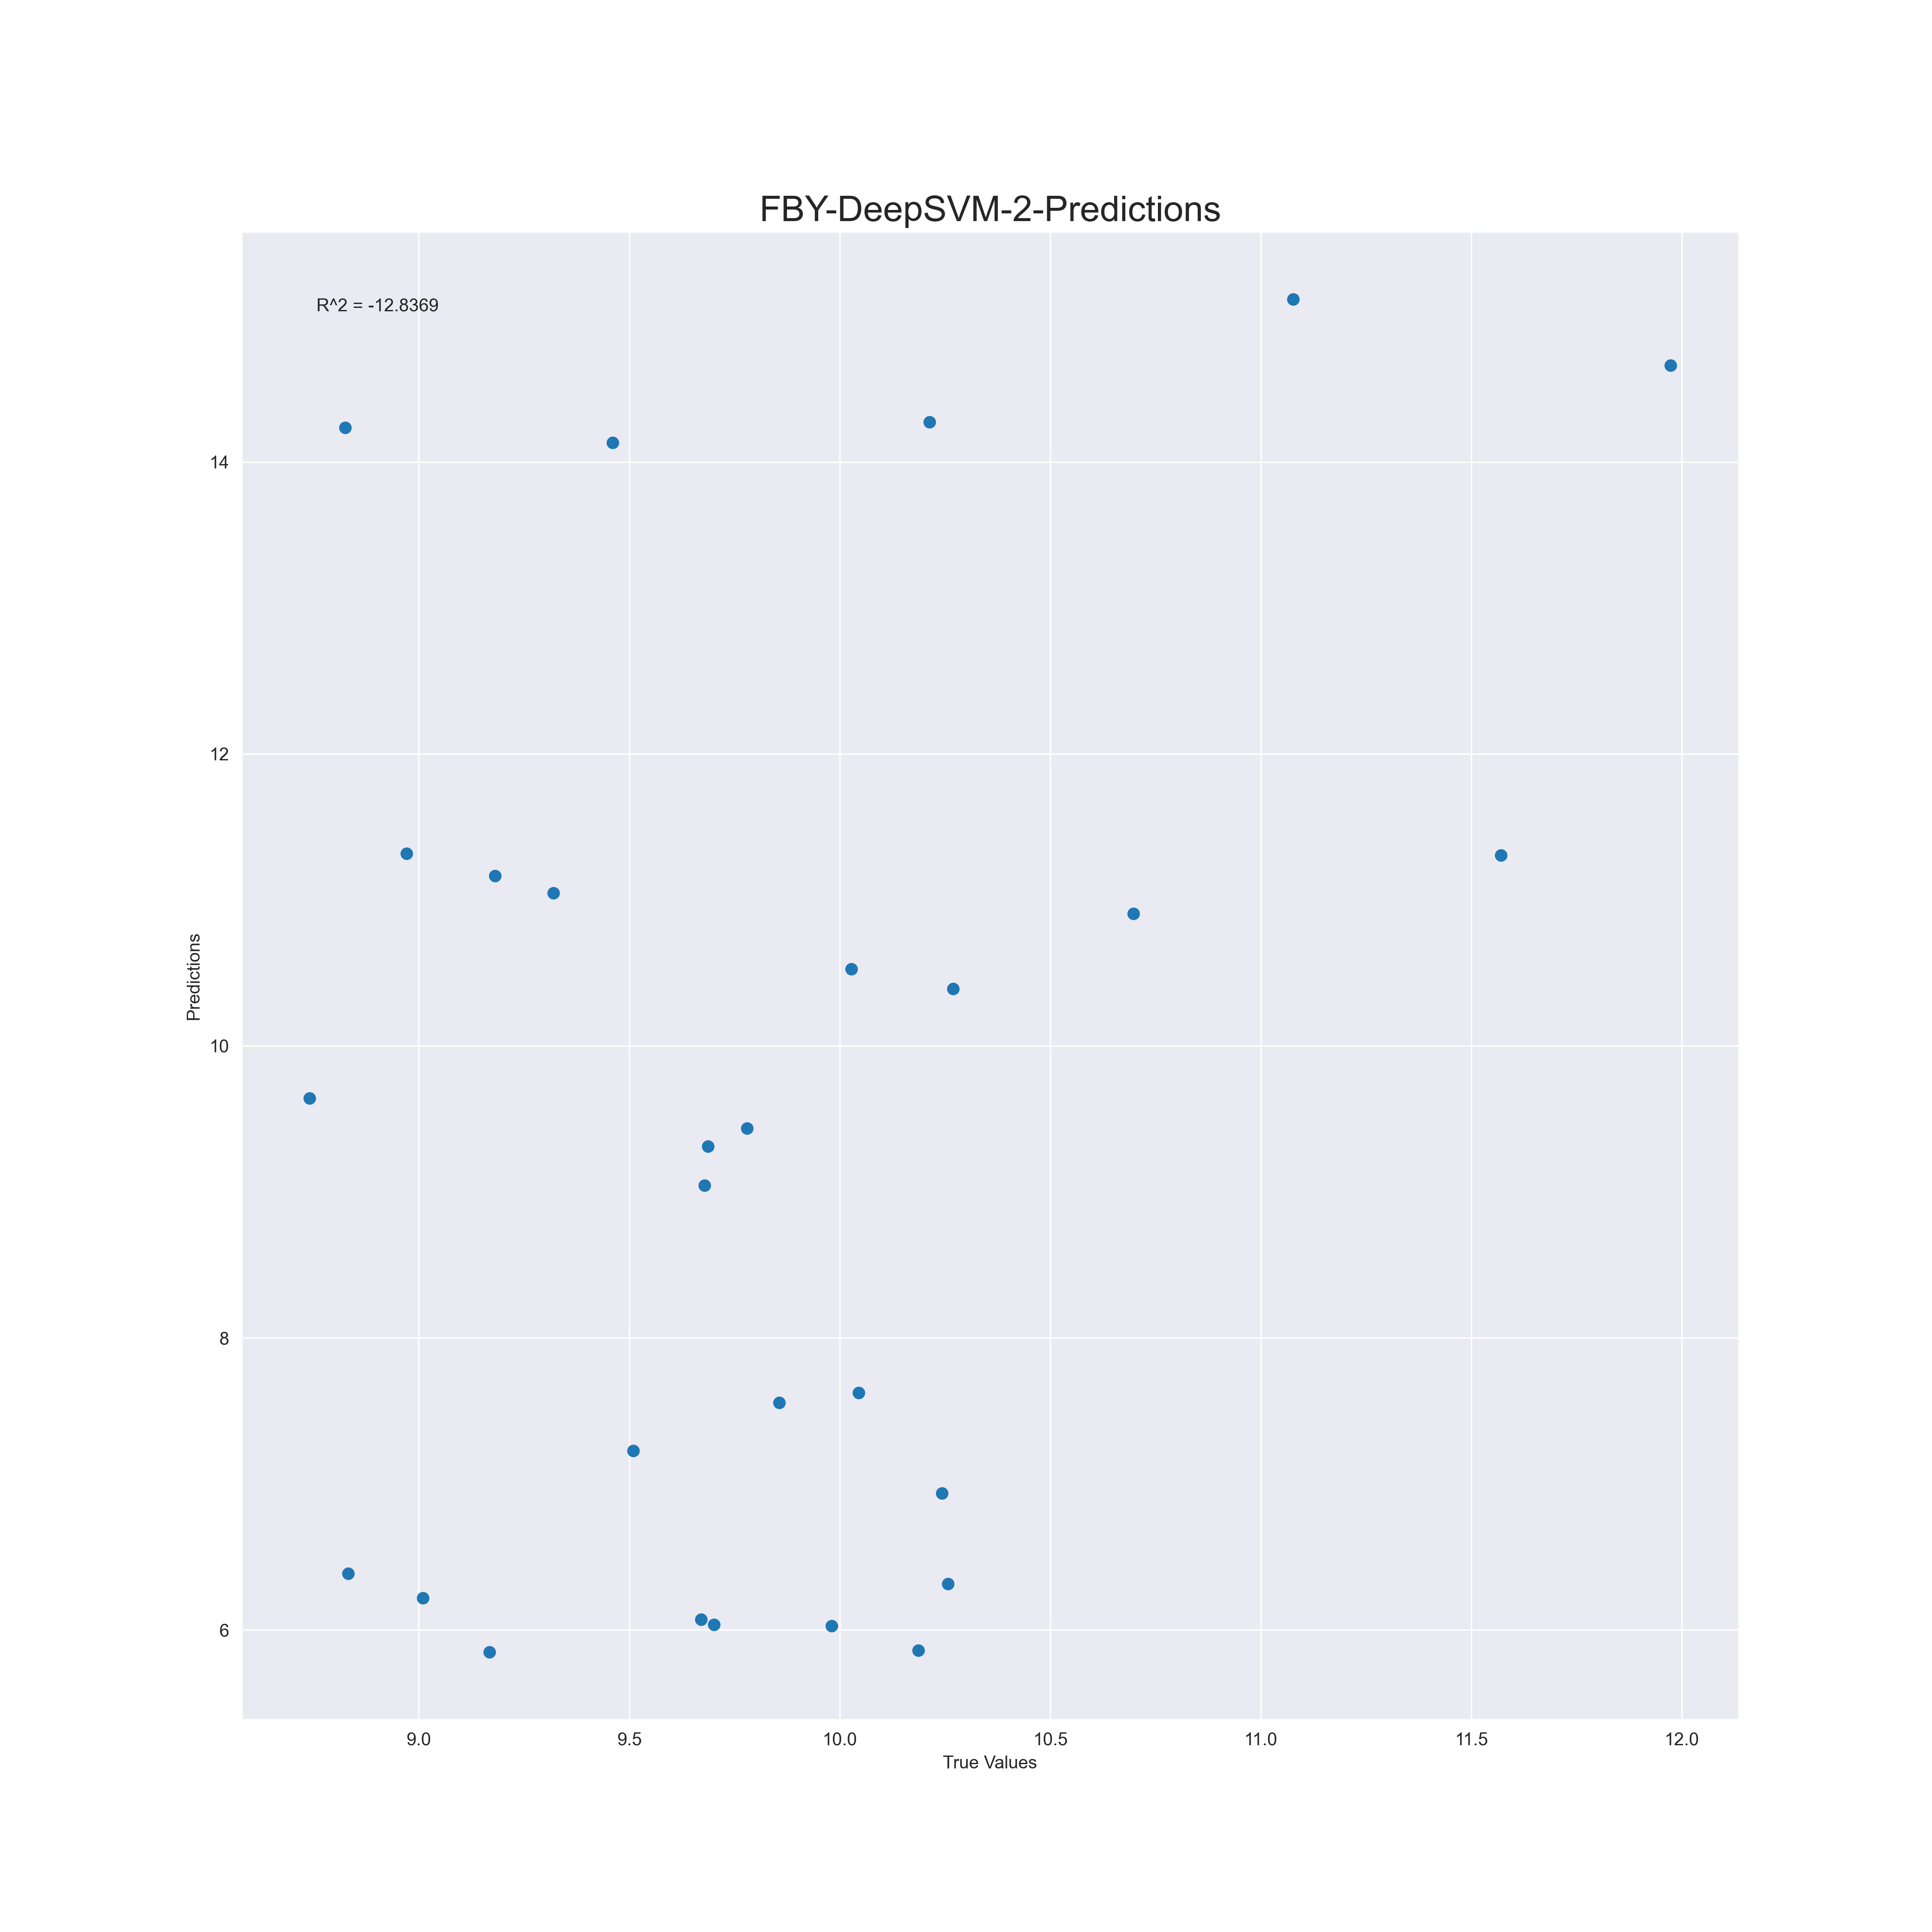 FBY-DeepSVM-2-Predictions
R^2 = -12.8369
14
12
10
8
6
Predictions
9.0 9.5 10.0 10.5 11.0 11.5 12.0
True Values